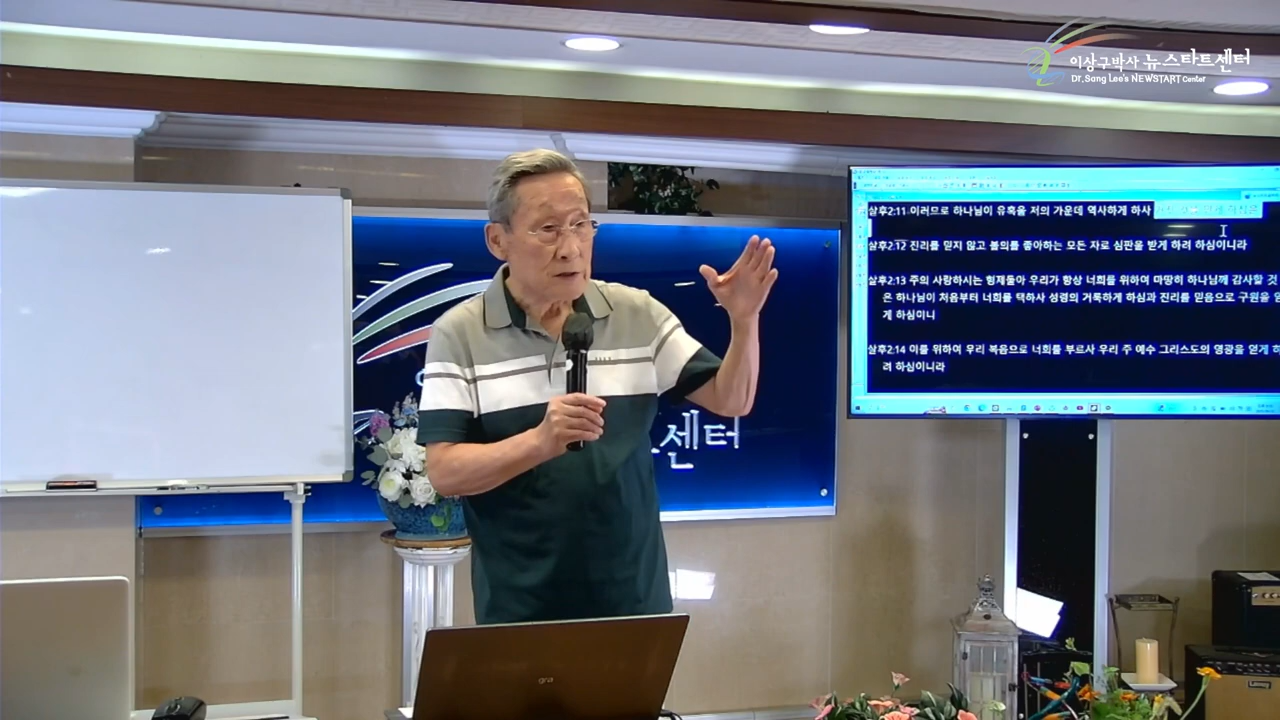 이상구박사 뉴스타트센터
Dr. Sang Lee's NEWSTART Center
살후2:11 이러므로 하나님이 유혹을 저의 가운데 역사하게 하사
살후2:12 진리를 믿지 않고 불의를 좋아하는 모든 자로 심판을 받게 하려 하심이니라
살후2:13 주의 사랑하시는 형제들아 우리가 항상 너희를 위하여 마땅히 하나님께 감사할 것
은 하나님이 처음부터 너희를 택하사 성령의 거룩하게 하심과 진리를 믿음으로 구원을
게 하심이니
살후2:14 이를 위하여 우리 복음으로 너희를 부르사 우리 주 예수 그리스도의 영광을 얻게 하
려 하심이니라
센터
gram
Laney